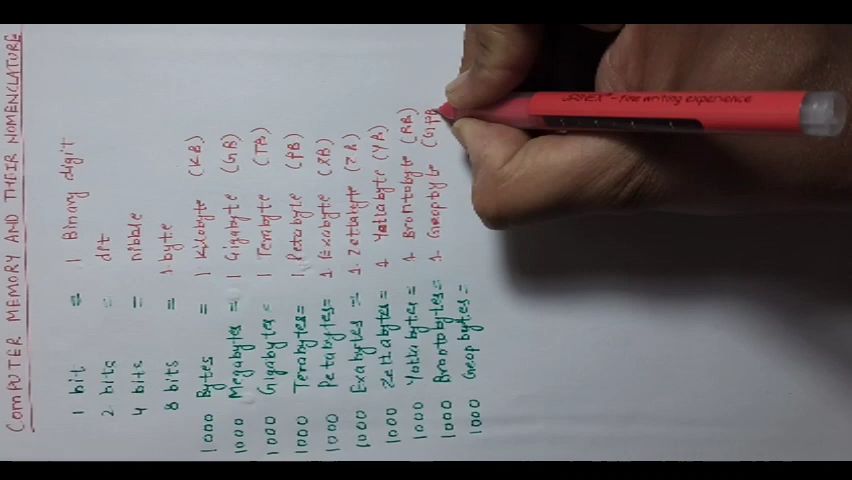 COMPUTER MEMORY AND THEIR NOMENCLATURE
1 bit = 1 Binary digit
2 bits =
4 bits = nibble
8 bits = 1 byte
1000 Bytes = 1 Kilobyte (KB)
1000 Megabytes = 1 Gigabyte (GB)
1000 Gigabytes = 1 Terabyte (TB)
1000 Terabytes = 1 Petabyte (PB)
1000 Petabytes = 1 Exabyte
1000 Exabytes = 1 Zettabyte (ZB)
1000 Zettabytes = 1 Yottabyte (YB)
1000 Yottabytes = 1 Brontobyte (BB)
1000 Brontobytes = 1 Geopbyte (GPB
1000 Geopbytes =
fine writing experience